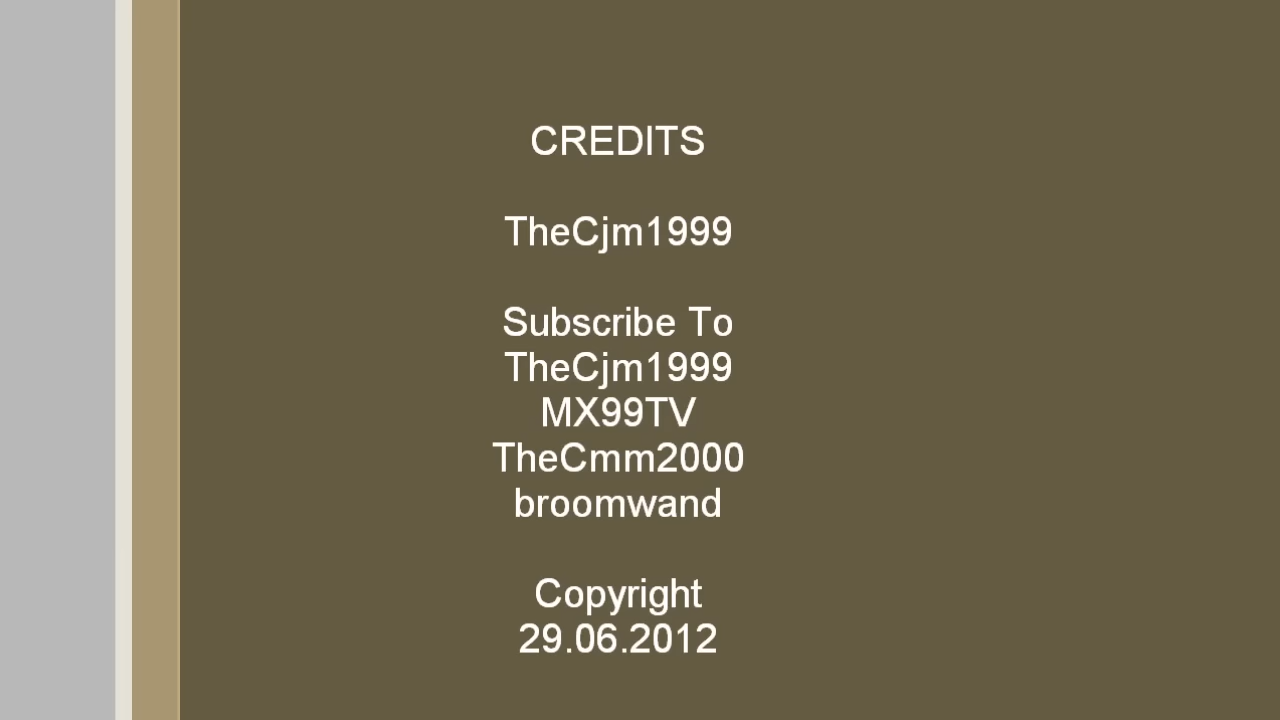 CREDITS
TheCjm1999
Subscribe To
TheCjm1999
MX99TV
TheCmm2000
broomwand
Copyright
29.06.2012